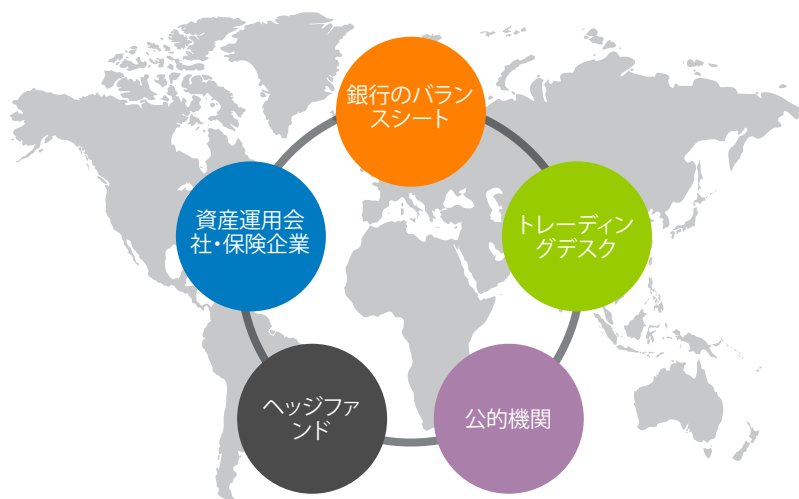 銀行のバラン
スシート
資産運用会
社・保険企業
トレーディン
グデスク
ヘッジファ
ンド
公的機関